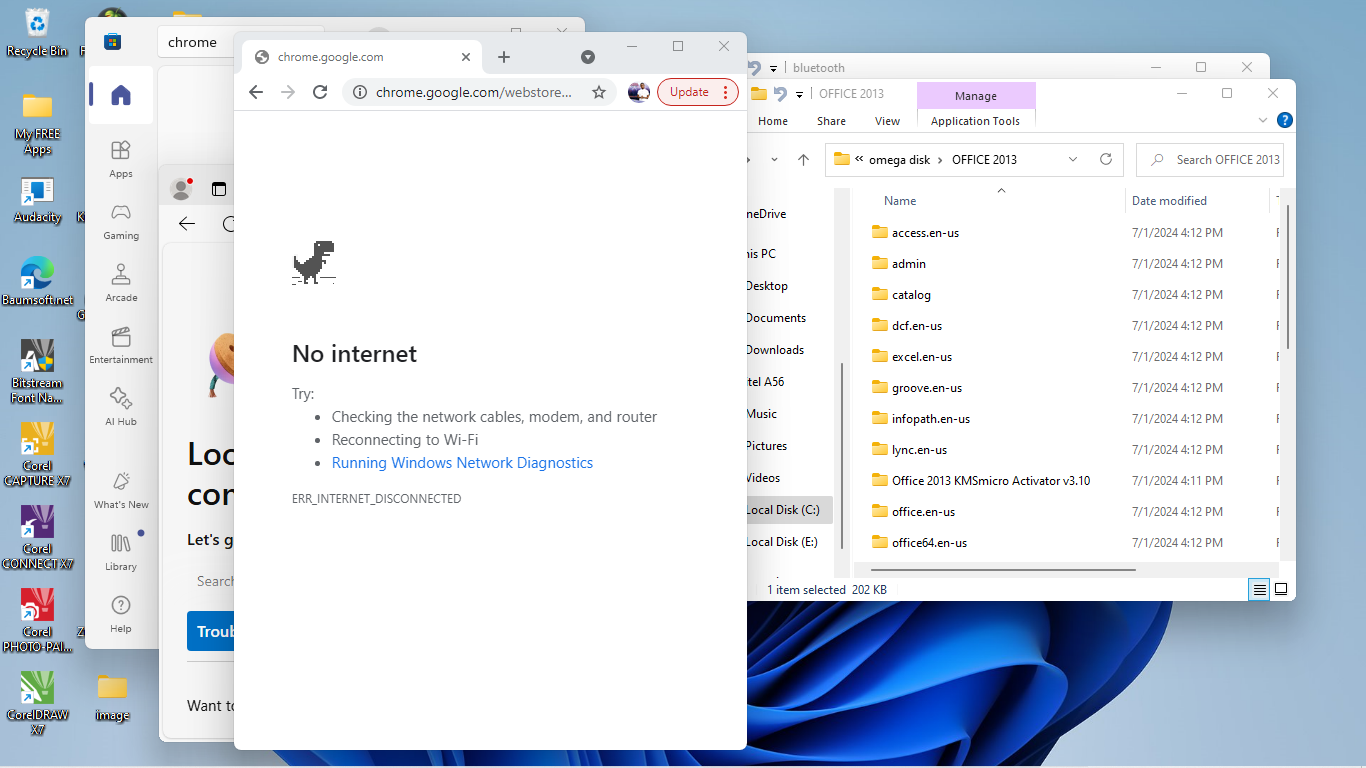 Recycle Bin
My FREE
Apps
Audacity
Baumsoft.net
Bitstream
Font Na...
Corel
CAPTURE X7
Corel
CONNECT X7
Corel
PHOTO-PAI...
CorelDRAW
X7
image
chrome
Apps
Gaming
Arcade
Entertainment
AI Hub
What's New
Library
Help
Let's g
Search
Troub
Want to
chrome.google.com
chrome.google.com/webstore...
Update
No internet
Try:
• Checking the network cables, modem, and router
• Reconnecting to Wi-Fi
• Running Windows Network Diagnostics
ERR_INTERNET_DISCONNECTED
bluetooth
OFFICE 2013
Manage
Home Share View Application Tools
« omega disk › OFFICE 2013
Search OFFICE 2013
neDrive
his PC
Desktop
Documents
Downloads
itel A56
Music
Pictures
Videos
Local Disk (C:)
Local Disk (E:)
Name Date modified
access.en-us 7/1/2024 4:12 PM
admin 7/1/2024 4:12 PM
catalog 7/1/2024 4:12 PM
dcf.en-us 7/1/2024 4:12 PM
excel.en-us 7/1/2024 4:12 PM
groove.en-us 7/1/2024 4:12 PM
infopath.en-us 7/1/2024 4:12 PM
lync.en-us 7/1/2024 4:12 PM
Office 2013 KMSmicro Activator v3.10 7/1/2024 4:11 PM
office.en-us 7/1/2024 4:12 PM
office64.en-us 7/1/2024 4:12 PM
1 item selected 202 KB